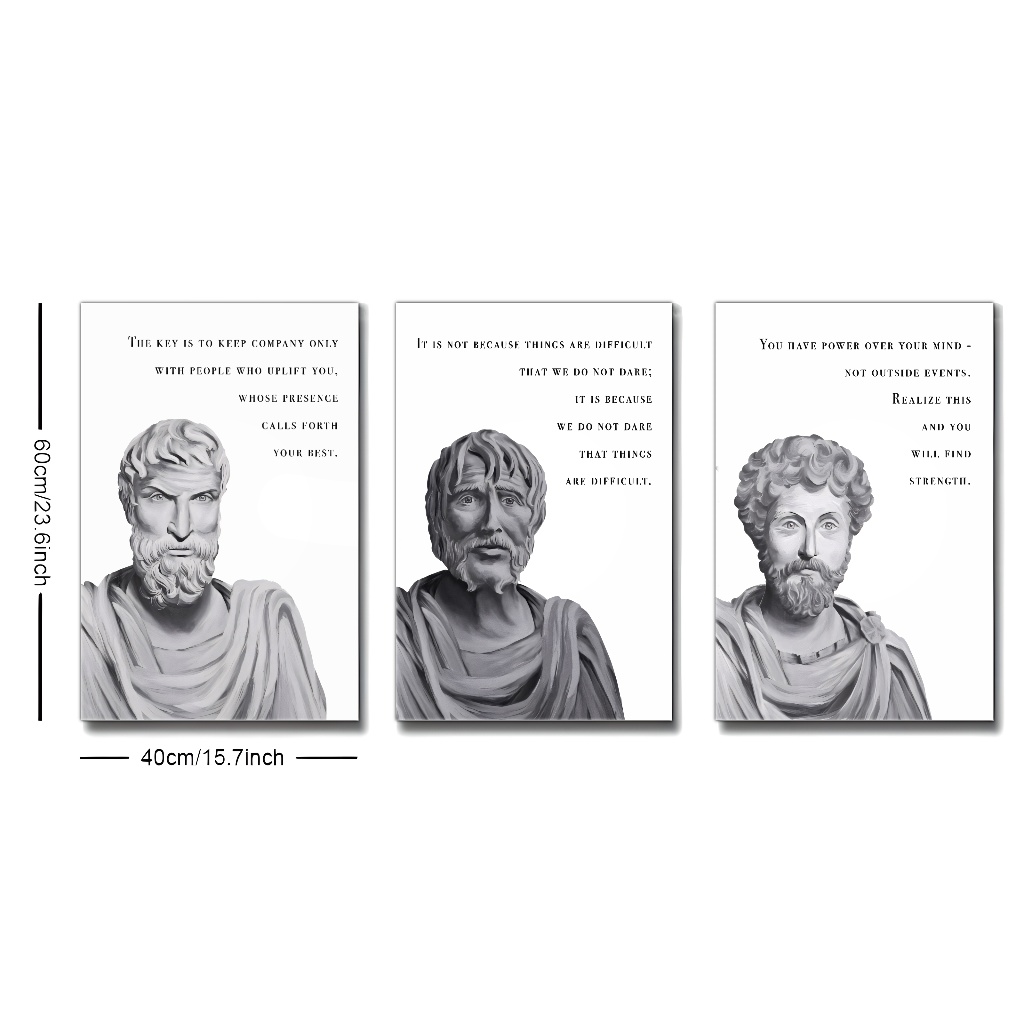 THE KEY IS TO KEEP COMPANY ONLY
WITH PEOPLE WHO UPLIFT YOU,
WHOSE PRESENCE
CALLS FORTH
YOUR BEST.
IT IS NOT BECAUSE THINGS ARE DIFFICULT
THAT WE DO NOT DARE;
IT IS BECAUSE
WE DO NOT DARE
THAT THINGS
ARE DIFFICULT.
YOU HAVE POWER OVER YOUR MIND -
NOT OUTSIDE EVENTS.
REALIZE THIS
AND YOU
WILL FIND
STRENGTH.
60cm/23.6inch
40cm/15.7inch